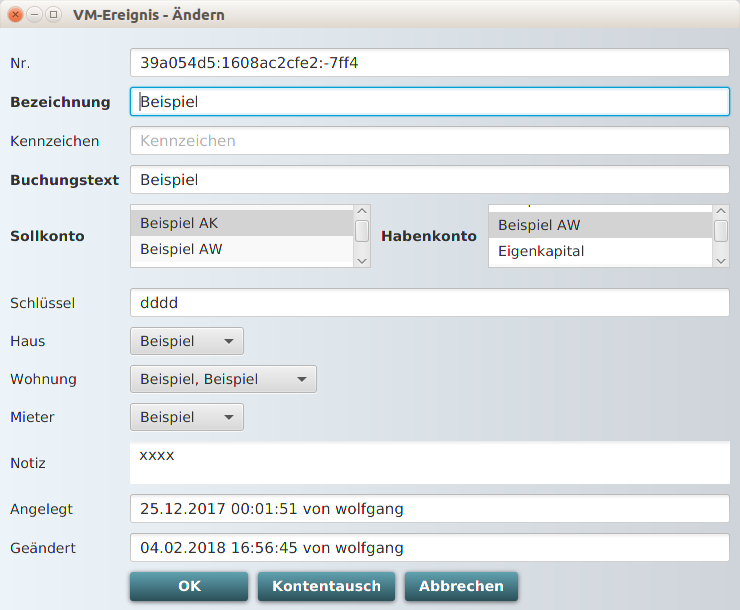 VM-Ereignis - Ändern
Nr. 39a054d5:1608ac2cfe2:-7ff4
Bezeichnung Beispiel
Kennzeichen Kennzeichen
Buchungstext Beispiel
Sollkonto Beispiel AK Habenkonto Beispiel AW
Beispiel AW Eigenkapital
Schlüssel dddd
Haus Beispiel
Wohnung Beispiel, Beispiel
Mieter Beispiel
Notiz xxxx
Angelegt 25.12.2017 00:01:51 von wolfgang
Geändert 04.02.2018 16:56:45 von wolfgang
OK Kontentausch Abbrechen